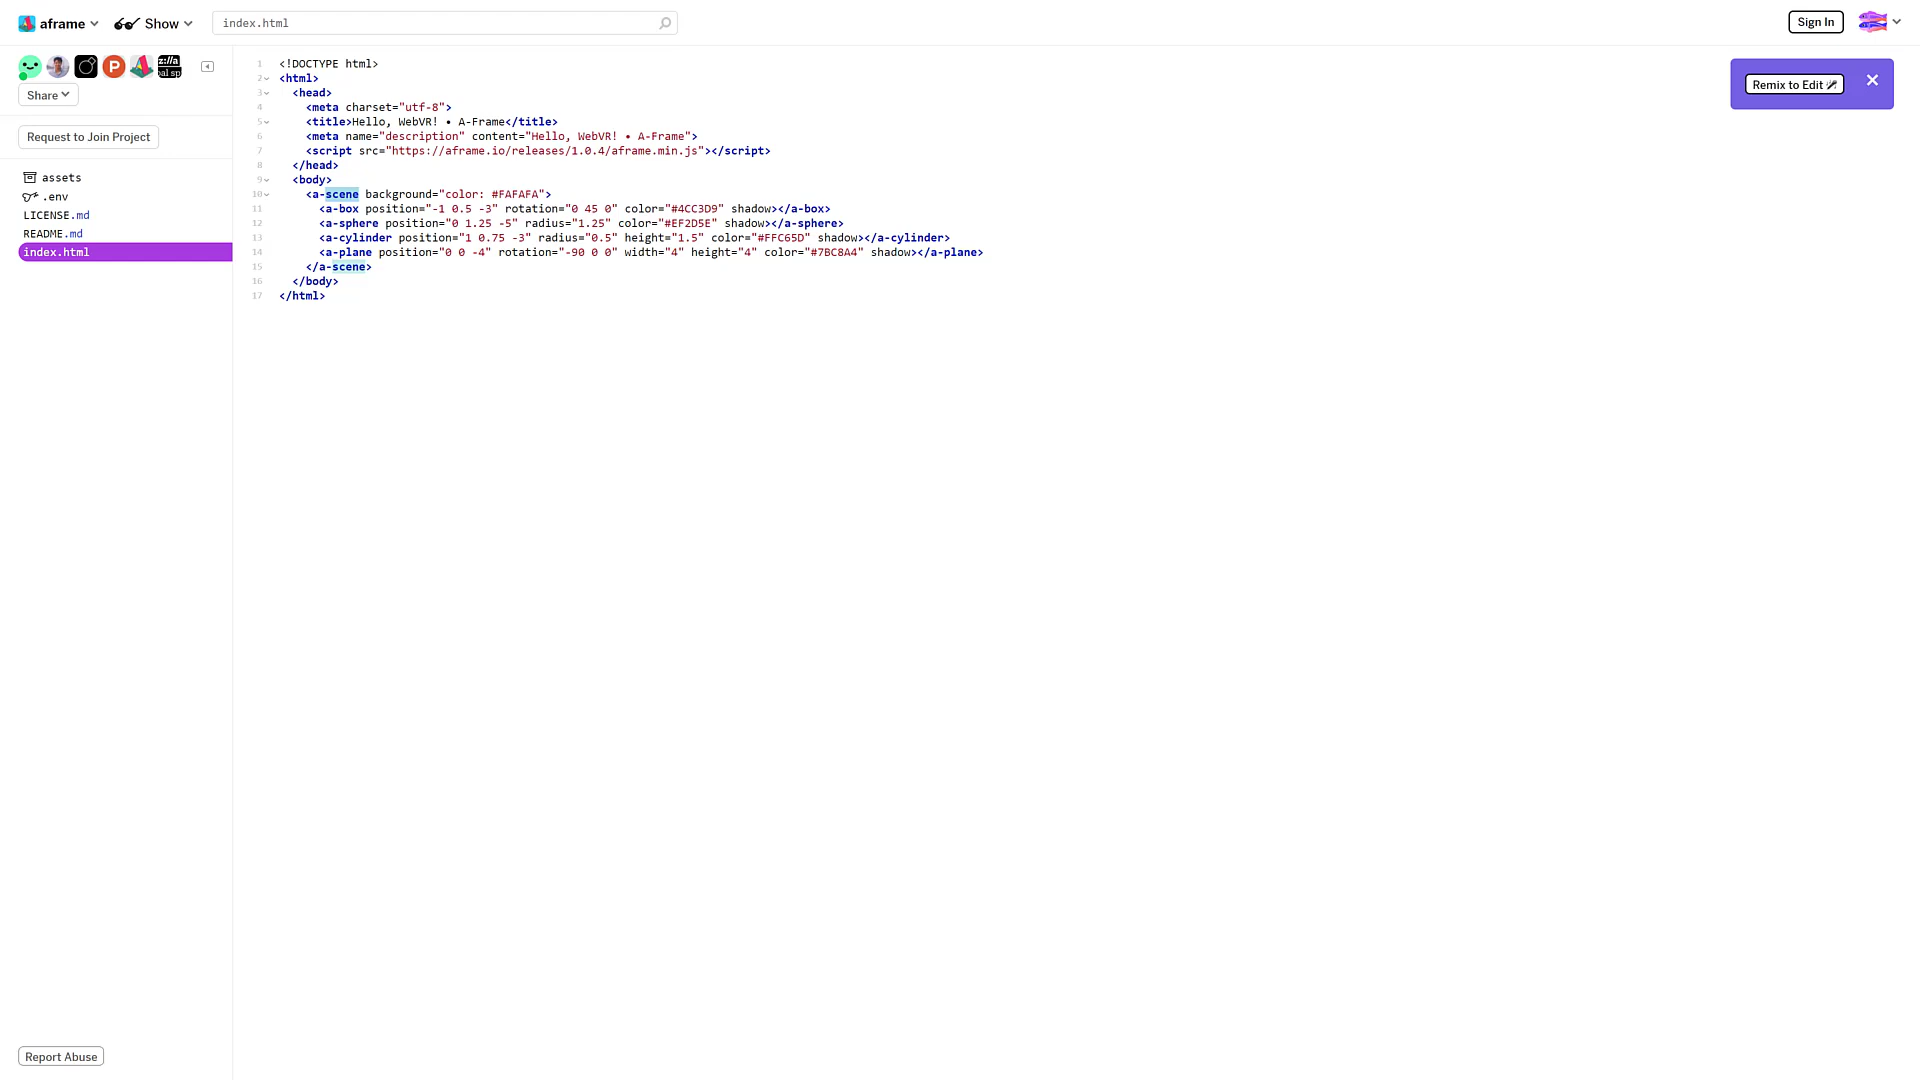 aframe
Show
index.html
Sign In
P
z://a
oal sp
Share
Remix to Edit
Request to Join Project
assets
.env
LICENSE.md
README.md
index.html
1 <!DOCTYPE html>
2 <html>
3 <head>
4 <meta charset="utf-8">
5 <title>Hello, WebVR! • A-Frame</title>
6 <meta name="description" content="Hello, WebVR! • A-Frame">
7 <script src="https://aframe.io/releases/1.0.4/aframe.min.js"></script>
8 </head>
9 <body>
10 <a-scene background="color: #FAFAFA">
11 <a-box position="-1 0.5 -3" rotation="0 45 0" color="#4CC3D9" shadow></a-box>
12 <a-sphere position="0 1.25 -5" radius="1.25" color="#EF2D5E" shadow></a-sphere>
13 <a-cylinder position="1 0.75 -3" radius="0.5" height="1.5" color="#FFC65D" shadow></a-cylinder>
14 <a-plane position="0 0 -4" rotation="-90 0 0" width="4" height="4" color="#7BC8A4" shadow></a-plane>
15 </a-scene>
16 </body>
17 </html>
Report Abuse